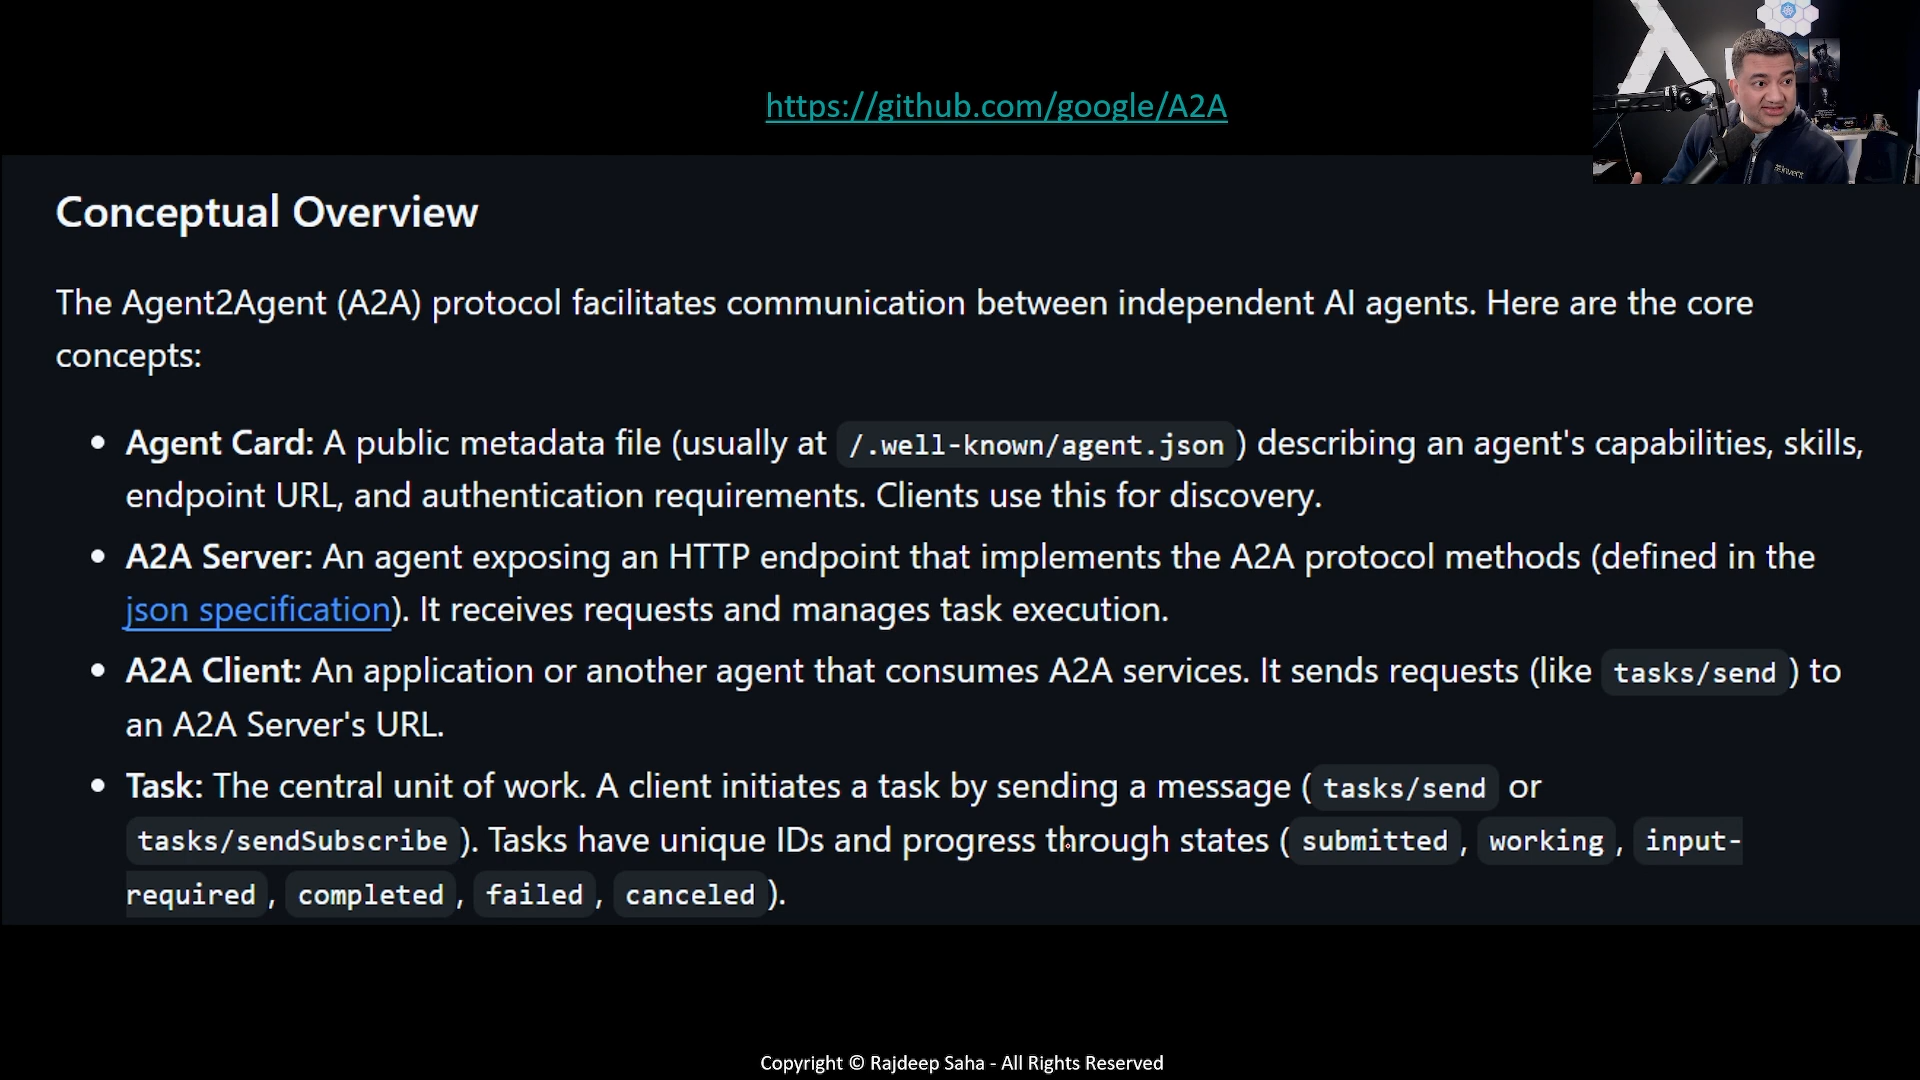 https://github.com/google/A2A
Conceptual Overview
The Agent2Agent (A2A) protocol facilitates communication between independent AI agents. Here are the core
concepts:
• Agent Card: A public metadata file (usually at /.well-known/agent.json) describing an agent's capabilities, skills,
endpoint URL, and authentication requirements. Clients use this for discovery.
• A2A Server: An agent exposing an HTTP endpoint that implements the A2A protocol methods (defined in the
json specification). It receives requests and manages task execution.
• A2A Client: An application or another agent that consumes A2A services. It sends requests (like tasks/send) to
an A2A Server's URL.
• Task: The central unit of work. A client initiates a task by sending a message (tasks/send or
tasks/sendSubscribe). Tasks have unique IDs and progress through states (submitted, working, input-
required, completed, failed, canceled).
Copyright © Rajdeep Saha - All Rights Reserved